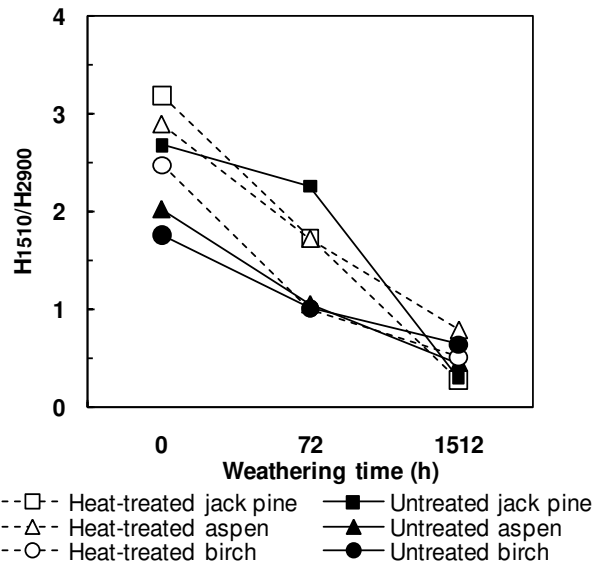 4
3
2
1
0
H1510/H2900
0 72 1512
Weathering time (h)
Heat-treated jack pine Untreated jack pine
Heat-treated aspen Untreated aspen
Heat-treated birch Untreated birch